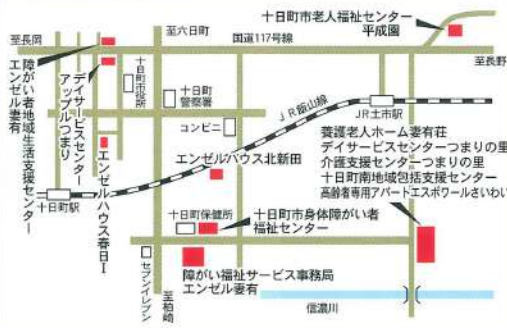 十日町市老人福祉センター
平成園
至長岡
至六日町
国道117号線
至長野
障がい者地域生活支援センター
エンゼル妻有
デイサービスセンター
アップルつまり
十日町市役所
十日町
警察署
コンビニ
JR飯山線
JR土市駅
エンゼルハウス北新田
養護老人ホーム妻有荘
デイサービスセンターつまりの里
介護支援センターつまりの里
十日町南地域包括支援センター
高齢者専用アパートエスポワールさいわい
十日町駅
エンゼルハウス春日Ⅰ
十日町保健所
十日町市身体障がい者
福祉センター
セブンイレブン
至柏崎
障がい福祉サービス事務局
エンゼル妻有
信濃川